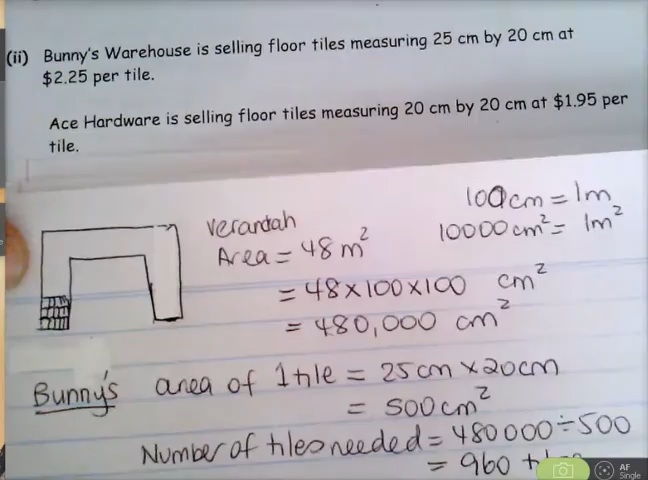 (ii) Bunny's Warehouse is selling floor tiles measuring 25 cm by 20 cm at
$2.25 per tile.
Ace Hardware is selling floor tiles measuring 20 cm by 20 cm at $1.95 per
tile.
100cm = 1m
10000cm² = 1m²
Verandah
Area = 48 m²
= 48×100×100 cm²
= 480,000 cm²
Bunny's area of 1 tile = 25cm × 20cm
= 500cm²
Number of tiles needed = 480000÷500
= 960
AF
Single